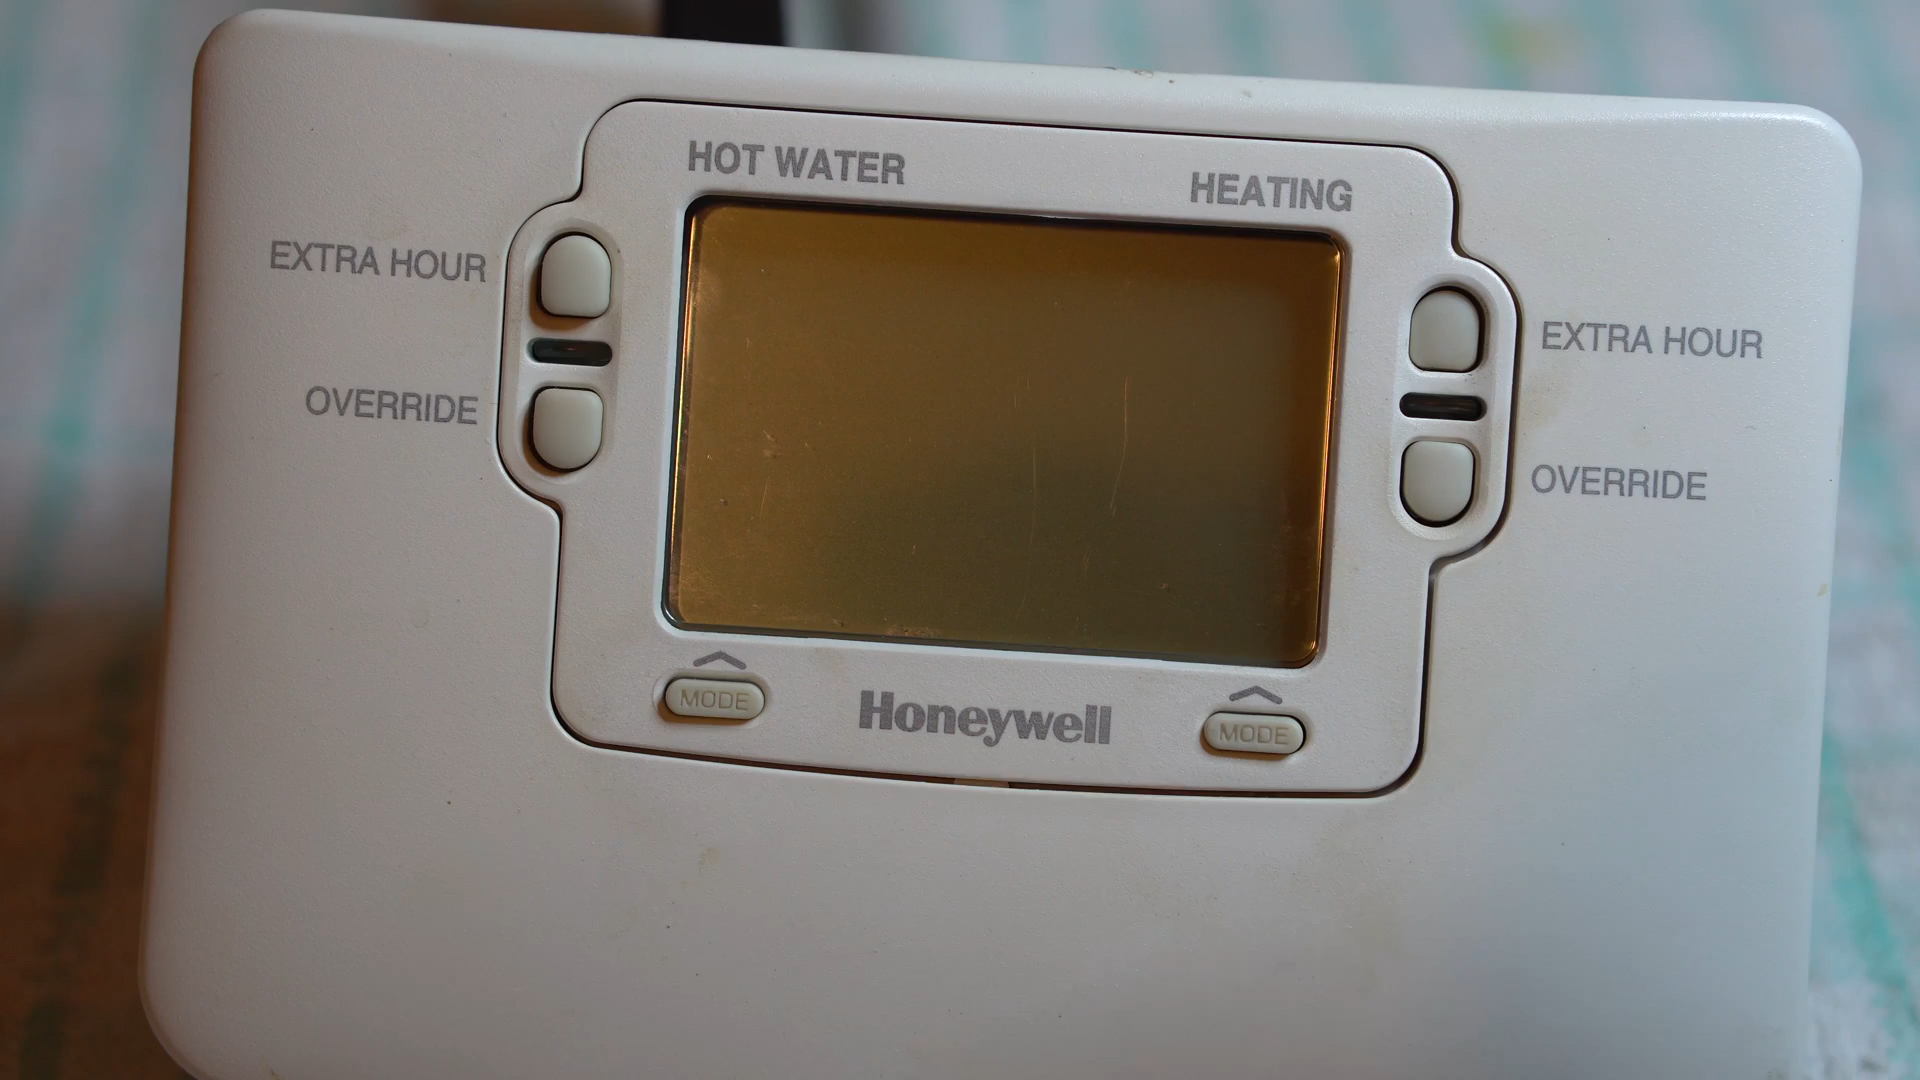 HOT WATER
HEATING
EXTRA HOUR
EXTRA HOUR
OVERRIDE
OVERRIDE
MODE
Honeywell
MODE